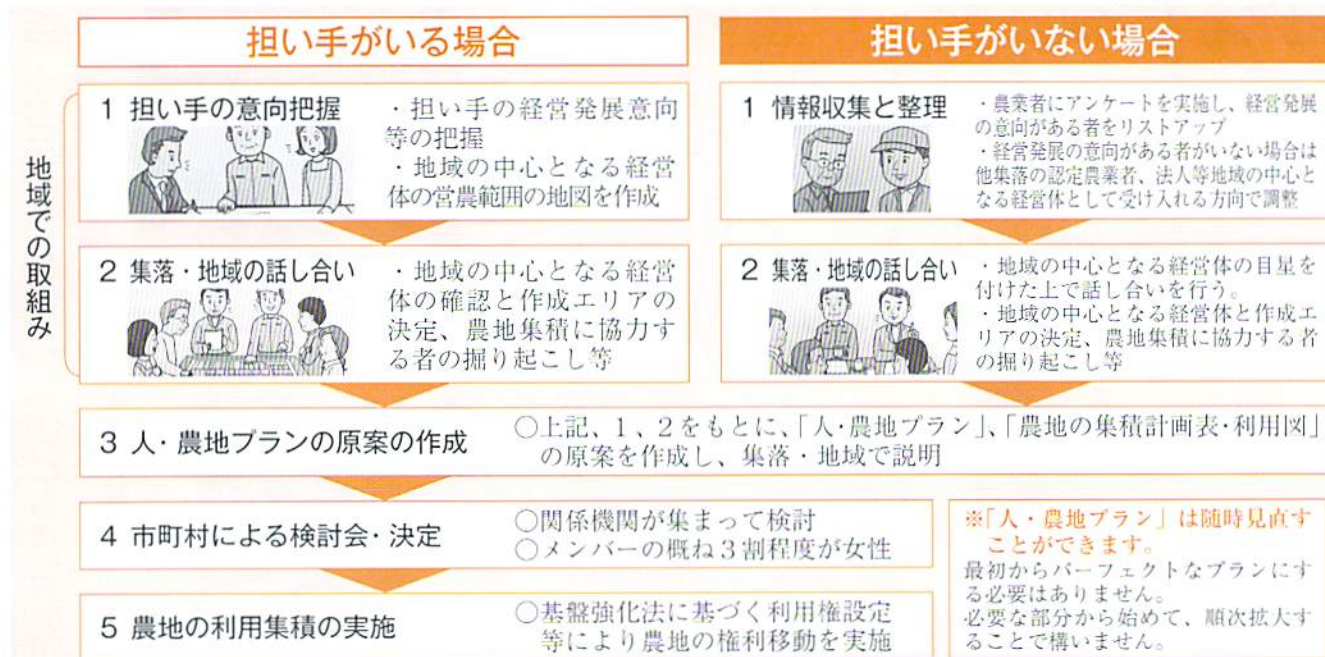 担い手がいる場合
担い手がいない場合
地域での取組み
1 担い手の意向把握
・担い手の経営発展意向
等の把握
・地域の中心となる経営
体の営農範囲の地図を作成
1 情報収集と整理
・農業者にアンケートを実施し、経営発展
の意向がある者をリストアップ
・経営発展の意向がある者がいない場合は
他集落の認定農業者、法人等地域の中心と
なる経営体として受け入れる方向で調整
2 集落・地域の話し合い
・地域の中心となる経営
体の確認と作成エリアの
決定、農地集積に協力す
る者の掘り起こし等
2 集落・地域の話し合い
・地域の中心となる経営体の目星を
付けた上で話し合いを行う。
・地域の中心となる経営体と作成エ
リアの決定、農地集積に協力する者
の掘り起こし等
3 人・農地プランの原案の作成
○上記、1、2をもとに、「人・農地プラン」、「農地の集積計画表・利用図」
の原案を作成し、集落・地域で説明
4 市町村による検討会・決定
○関係機関が集まって検討
○メンバーの概ね3割程度が女性
5 農地の利用集積の実施
○基盤強化法に基づく利用権設定
等により農地の権利移動を実施
※「人・農地プラン」は随時見直す
ことができます。
最初からパーフェクトなプランにす
る必要はありません。
必要な部分から始めて、順次拡大す
ることで構いません。